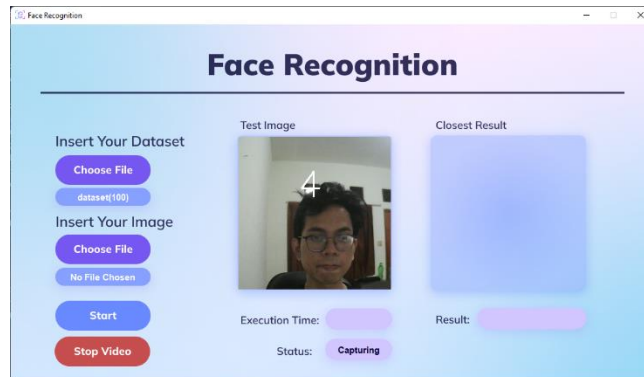 Face Recognition
Face Recognition
Insert Your Dataset
Choose File
dataset(100)
Insert Your Image
Choose File
No File Chosen
Start
Stop Video
Test Image
4
Execution Time:
Status: Capturing
Closest Result
Result: